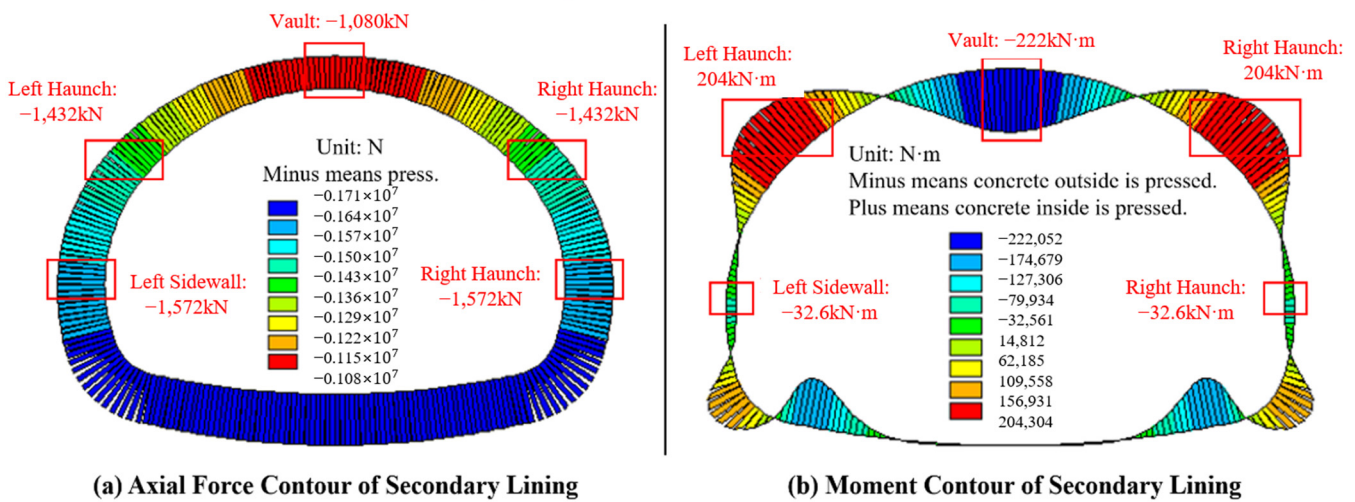 Vault: −1,080kN
Left Haunch:
−1,432kN
Right Haunch:
−1,432kN
Unit: N
Minus means press.
−0.171×10⁷
−0.164×10⁷
−0.157×10⁷
−0.150×10⁷
−0.143×10⁷
−0.136×10⁷
−0.129×10⁷
−0.122×10⁷
−0.115×10⁷
−0.108×10⁷
Left Sidewall:
−1,572kN
Right Haunch:
−1,572kN
(a) Axial Force Contour of Secondary Lining
Left Haunch:
204kN·m
Vault: −222kN·m
Right Haunch:
204kN·m
Unit: N·m
Minus means concrete outside is pressed.
Plus means concrete inside is pressed.
−222,052
−174,679
−127,306
−79,934
−32,561
14,812
62,185
109,558
156,931
204,304
Left Sidewall:
−32.6kN·m
Right Haunch:
−32.6kN·m
(b) Moment Contour of Secondary Lining